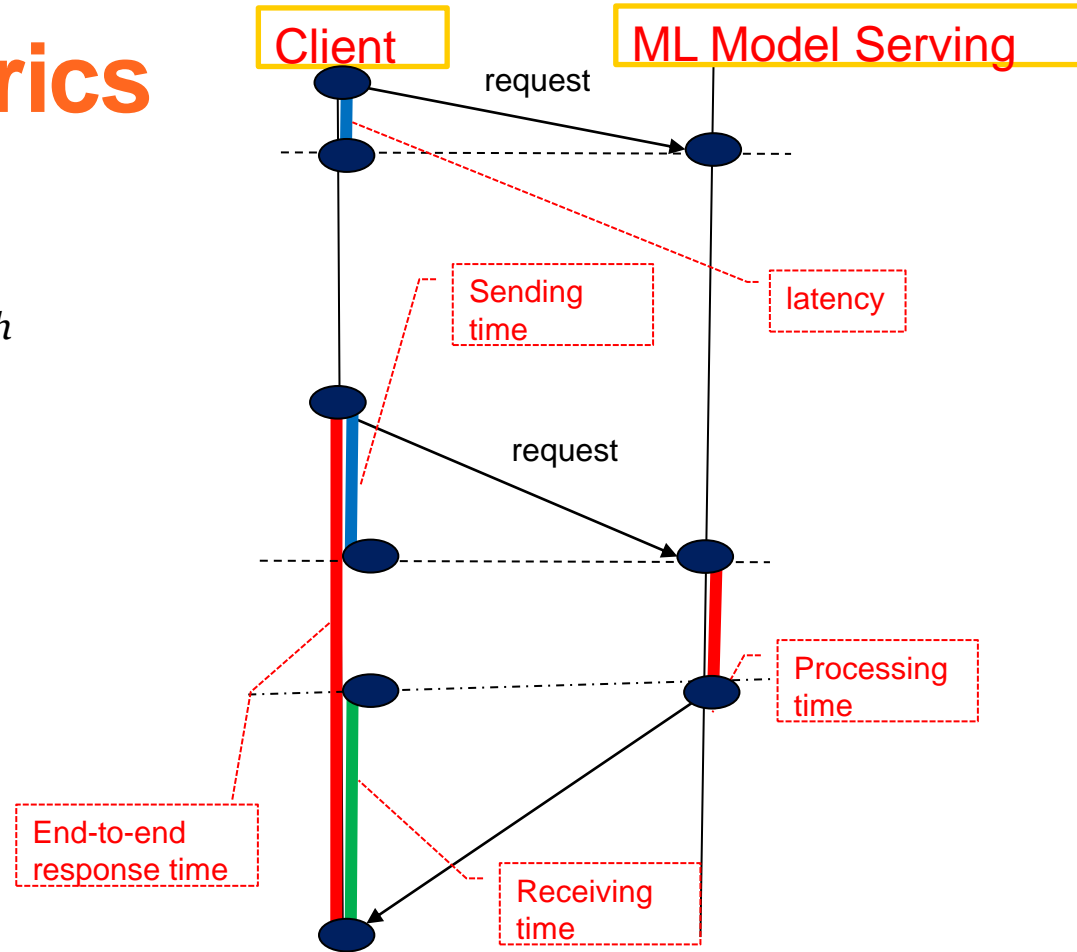 rics
Client
ML Model Serving
request
Sending
time
latency
h
request
Processing
time
End-to-end
response time
Receiving
time